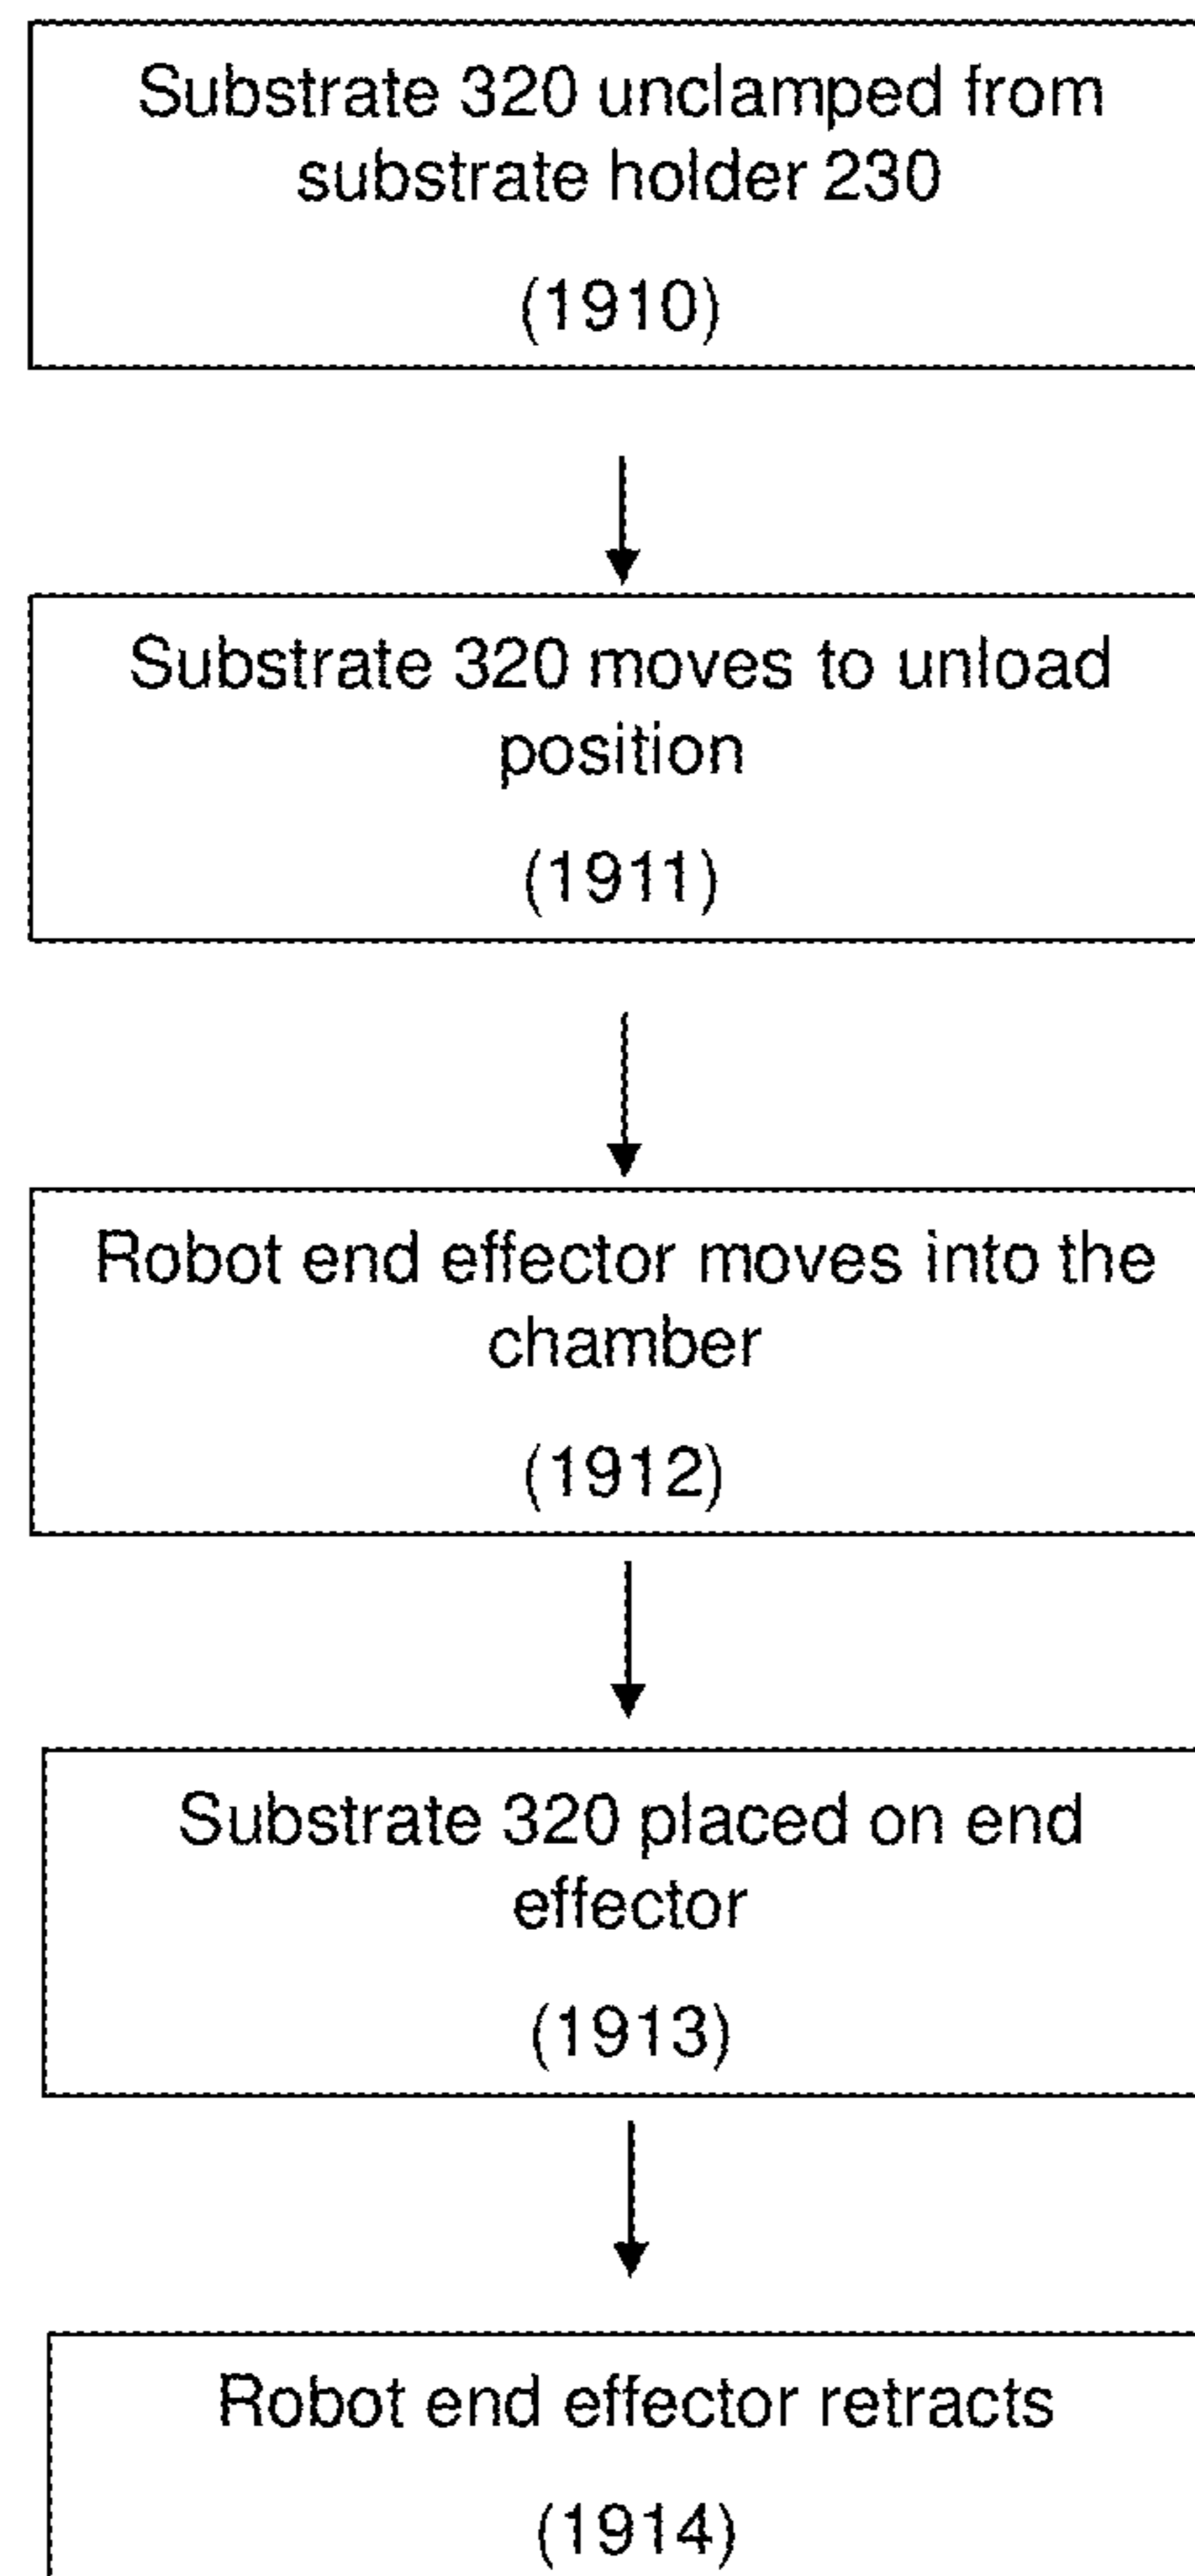 Substrate 320 unclamped from
substrate holder 230
(1910)
Substrate 320 moves to unload
position
(1911)
Robot end effector moves into the
chamber
(1912)
Substrate 320 placed on end
effector
(1913)
Robot end effector retracts
(1914)